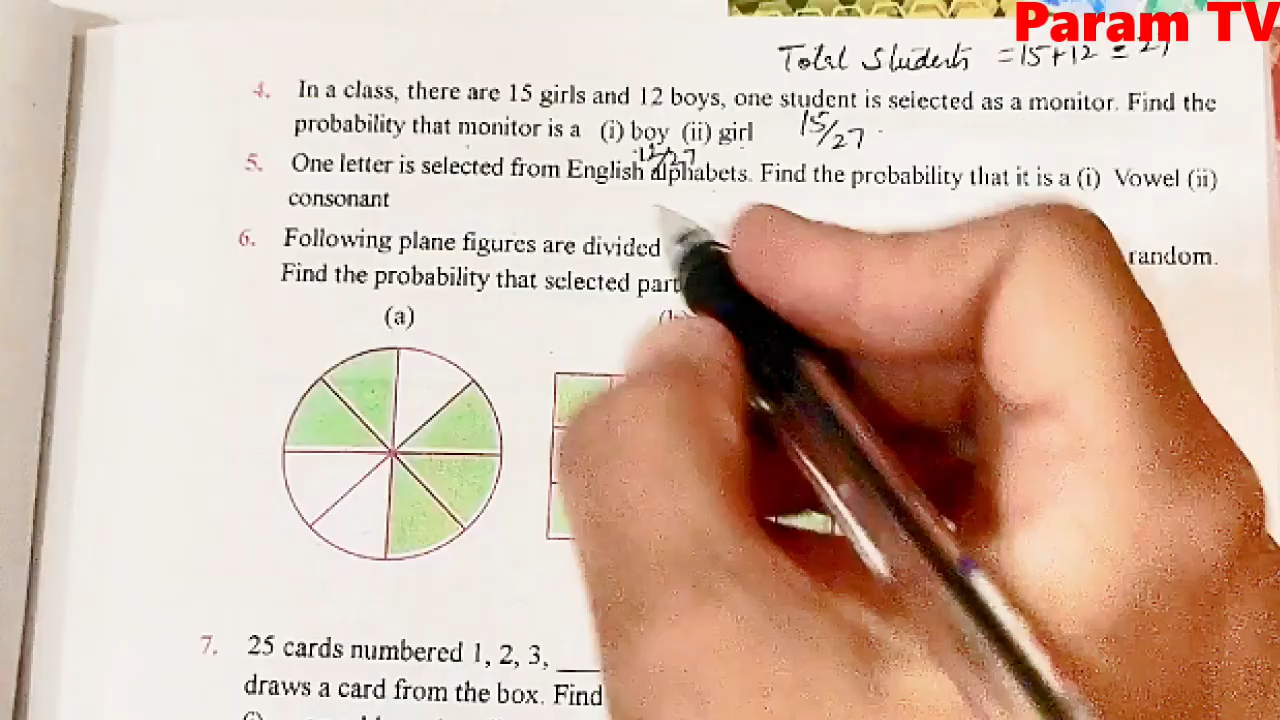 Param TV
Total Students = 15+12 = 27
4. In a class, there are 15 girls and 12 boys, one student is selected as a monitor. Find the
probability that monitor is a (i) boy (ii) girl 15/27
12/27
5. One letter is selected from English alphabets. Find the probability that it is a (i) Vowel (ii)
consonant
6. Following plane figures are divided random.
Find the probability that selected part
(a) (b)
7. 25 cards numbered 1, 2, 3, ___
draws a card from the box. Find